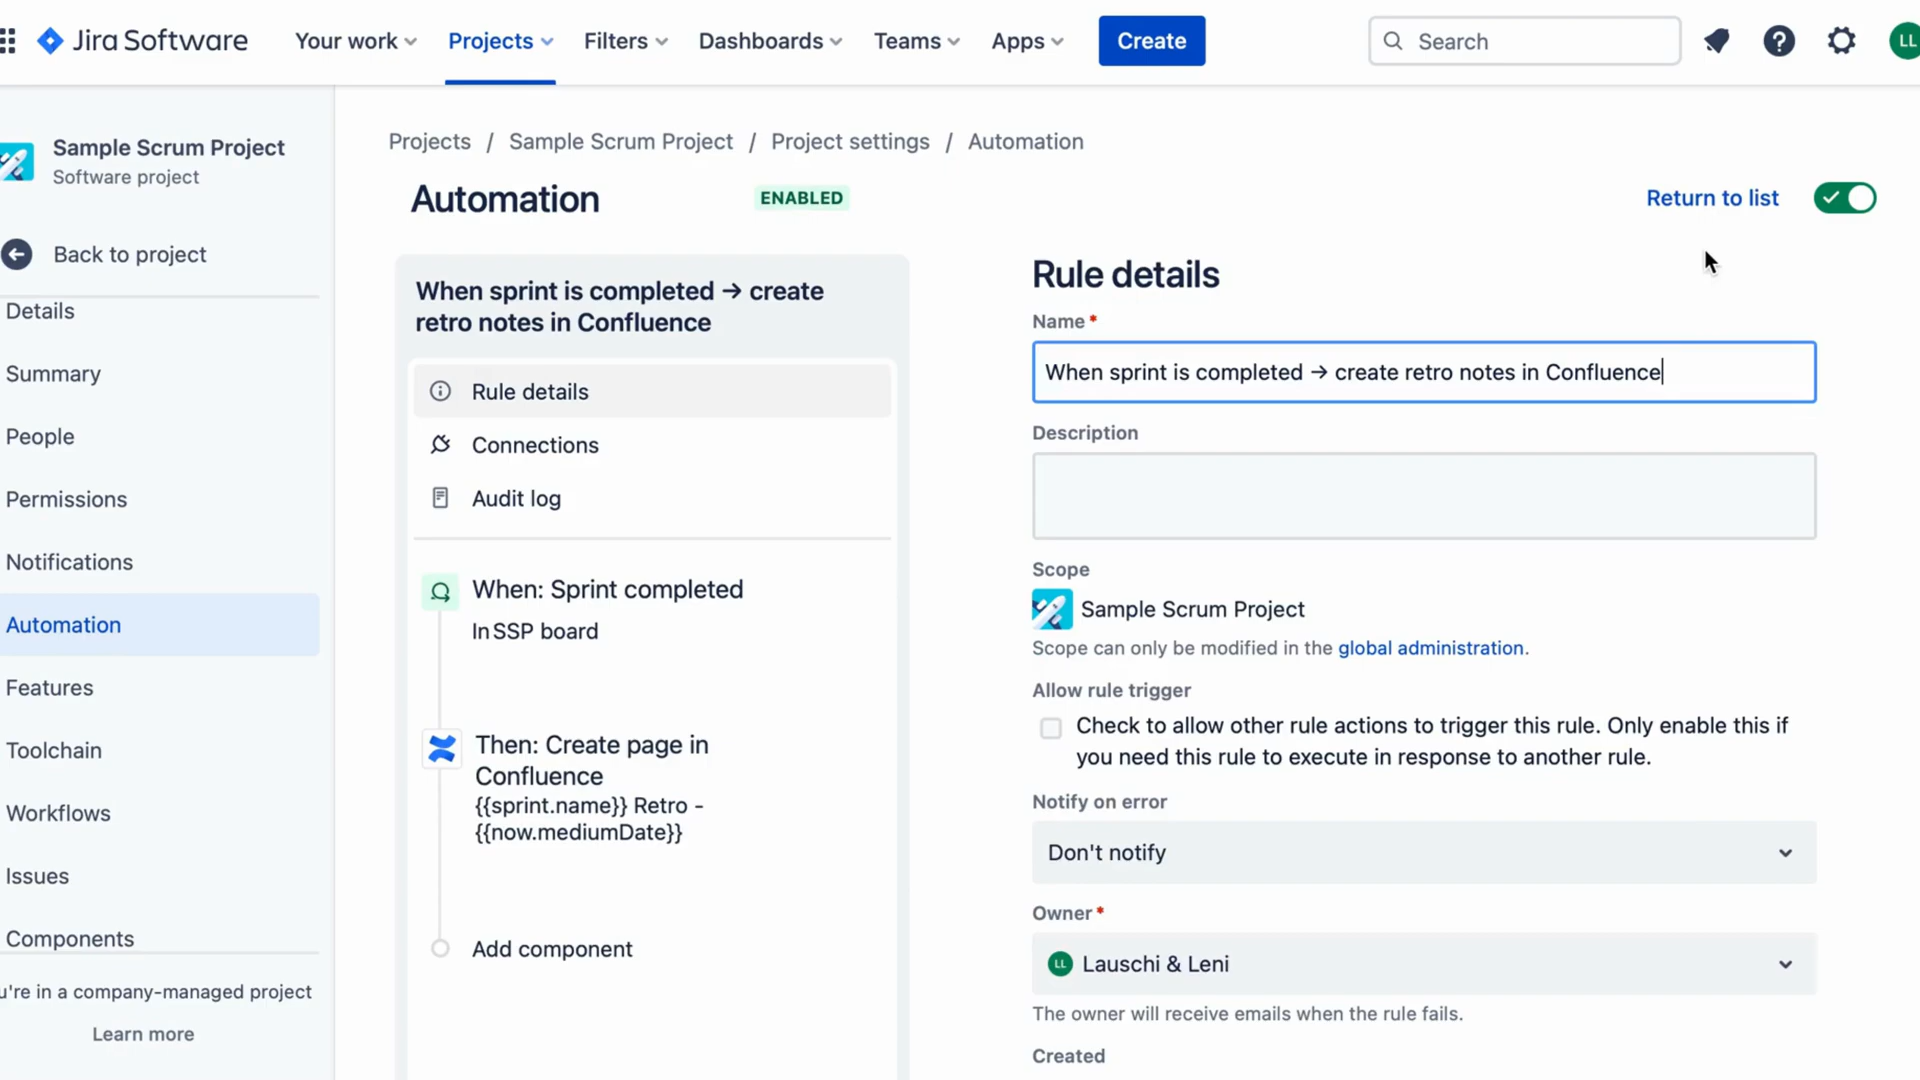 Jira Software
Your work
Projects
Filters
Dashboards
Teams
Apps
Create
Search
LL
Sample Scrum Project
Software project
Back to project
Details
Summary
People
Permissions
Notifications
Automation
Features
Toolchain
Workflows
Issues
Components
u're in a company-managed project
Learn more
Projects / Sample Scrum Project / Project settings / Automation
Automation
ENABLED
Return to list
When sprint is completed → create
retro notes in Confluence
Rule details
Connections
Audit log
When: Sprint completed
In SSP board
Then: Create page in
Confluence
{{sprint.name}} Retro -
{{now.mediumDate}}
Add component
Rule details
Name *
When sprint is completed → create retro notes in Confluence
Description
Scope
Sample Scrum Project
Scope can only be modified in the global administration.
Allow rule trigger
Check to allow other rule actions to trigger this rule. Only enable this if
you need this rule to execute in response to another rule.
Notify on error
Don't notify
Owner *
LL Lauschi & Leni
The owner will receive emails when the rule fails.
Created